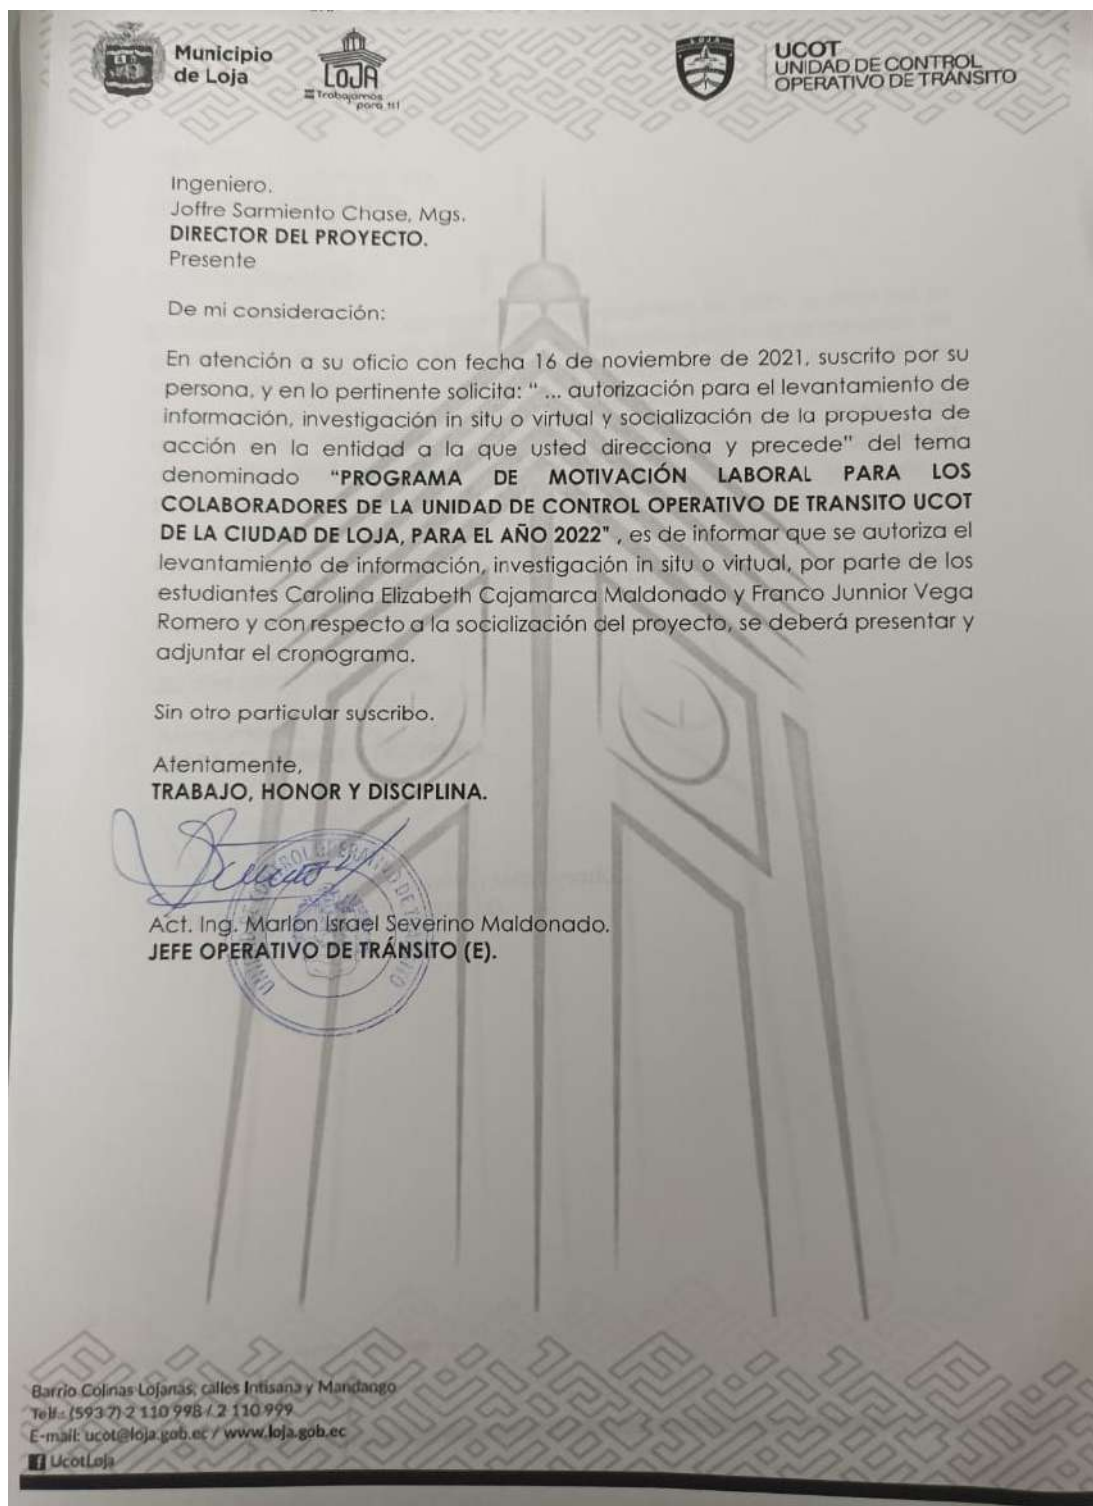 Municipio
de Loja
LOJA
Trabajamos
para ti!
LOJA
UCOT
UNIDAD DE CONTROL
OPERATIVO DE TRÁNSITO
Ingeniero.
Joffre Sarmiento Chase, Mgs.
DIRECTOR DEL PROYECTO.
Presente
De mi consideración:
En atención a su oficio con fecha 16 de noviembre de 2021, suscrito por su
persona, y en lo pertinente solicita: “ ... autorización para el levantamiento de
información, investigación in situ o virtual y socialización de la propuesta de
acción en la entidad a la que usted direcciona y precede” del tema
denominado “PROGRAMA DE MOTIVACIÓN LABORAL PARA LOS
COLABORADORES DE LA UNIDAD DE CONTROL OPERATIVO DE TRANSITO UCOT
DE LA CIUDAD DE LOJA, PARA EL AÑO 2022” , es de informar que se autoriza el
levantamiento de información, investigación in situ o virtual, por parte de los
estudiantes Carolina Elizabeth Cajamarca Maldonado y Franco Junnior Vega
Romero y con respecto a la socialización del proyecto, se deberá presentar y
adjuntar el cronograma.
Sin otro particular suscribo.
Atentamente,
TRABAJO, HONOR Y DISCIPLINA.
Act. Ing. Marlon Israel Severino Maldonado.
JEFE OPERATIVO DE TRÁNSITO (E).
Barrio Colinas Lojanas, calles Intisana y Mandango
Telf.: (593 7) 2 110 998 / 2 110 999
E-mail: ucot@loja.gob.ec / www.loja.gob.ec
UcotLoja